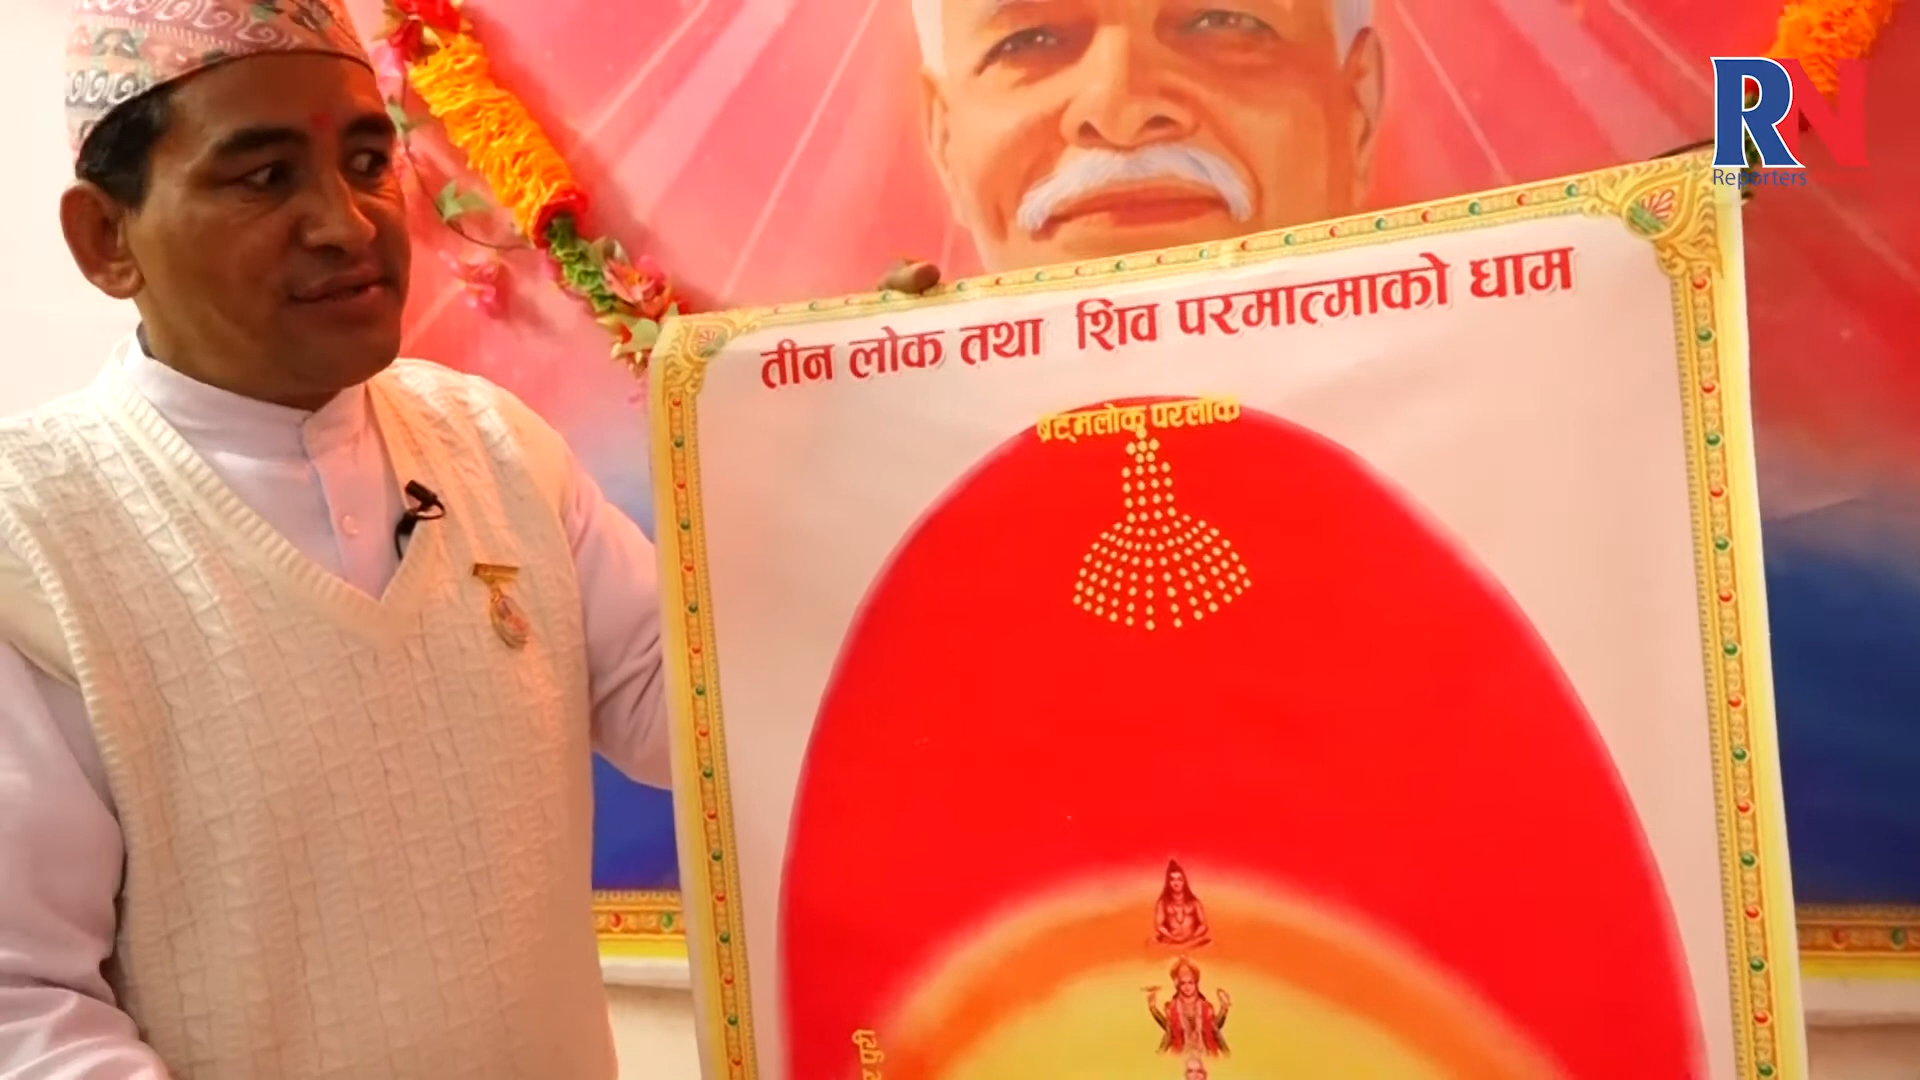 RN
Reporters
तीन लोक तथा शिव परमात्माको धाम
ब्रह्मलोक परलोक